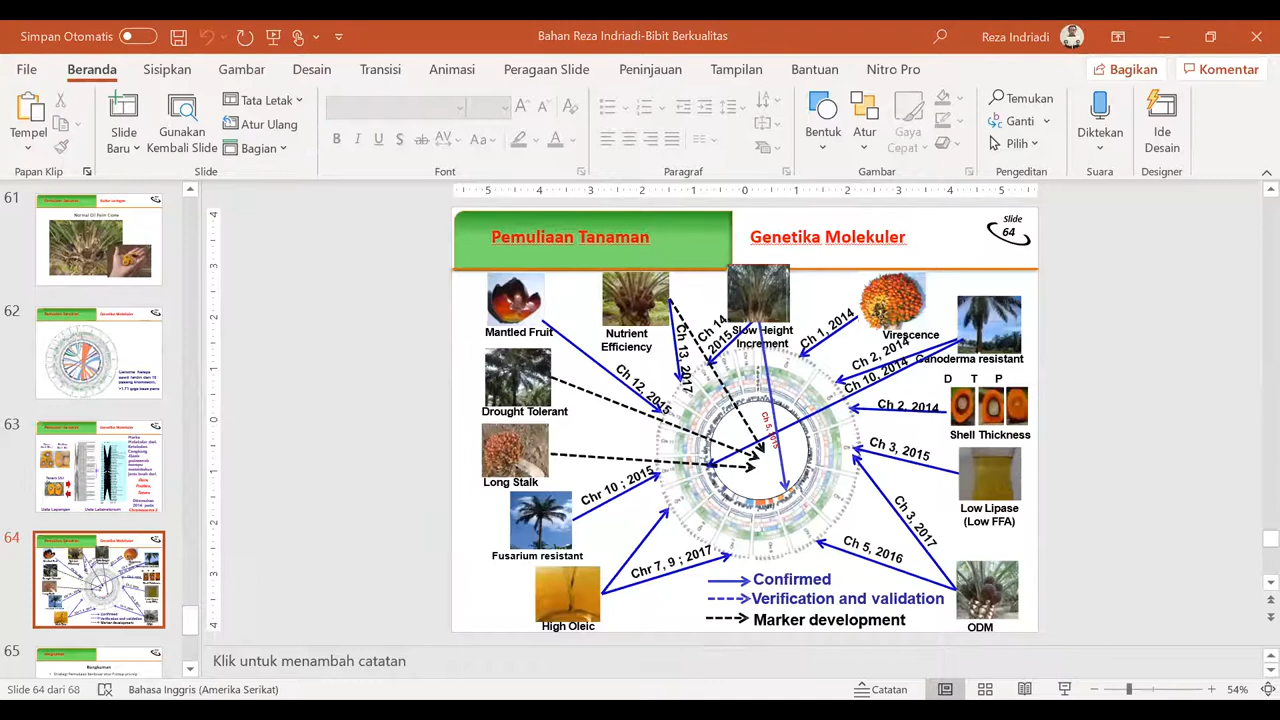 Simpan Otomatis
Bahan Reza Indriadi-Bibit Berkualitas
Reza Indriadi
File Beranda Sisipkan Gambar Desain Transisi Animasi Peragaan Slide Peninjauan Tampilan Bantuan Nitro Pro
Bagikan Komentar
Tempel
Slide Baru
Gunakan Kembali Slide
Tata Letak
Atur Ulang
Bagian
Bentuk
Atur
Gaya Cepat
Temukan
Ganti
Pilih
Diktekan
Ide Desain
Papan Klip Slide Font Paragraf Gambar Pengeditan Suara Designer
61
Normal Oil Palm Clone
62
63
64
65
Rangkuman
Pemuliaan Tanaman
Genetika Molekuler
Slide
64
Mantled Fruit
Nutrient
Efficiency
Slow Height
Increment
Virescence
Ganoderma resistant
Drought Tolerant
D T P
Shell Thickness
Long Stalk
Low Lipase
(Low FFA)
Fusarium resistant
High Oleic
ODM
Ch 12, 2015
Ch 13, 2017
Ch 14
2015
Ch 1, 2014
Ch 2, 2014
Ch 10, 2014
Ch 2, 2014
Ch 3, 2015
Ch 3, 2017
Ch 5, 2016
Chr 10 ; 2015
Chr 7, 9 ; 2017
Confirmed
Verification and validation
Marker development
Klik untuk menambah catatan
Slide 64 dari 68
Bahasa Inggris (Amerika Serikat)
Catatan
54%